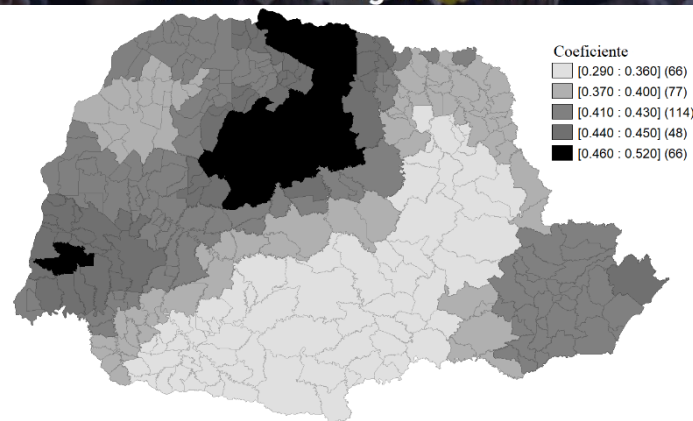 Coeficiente
[0.290 : 0.360] (66)
[0.370 : 0.400] (77)
[0.410 : 0.430] (114)
[0.440 : 0.450] (48)
[0.460 : 0.520] (66)